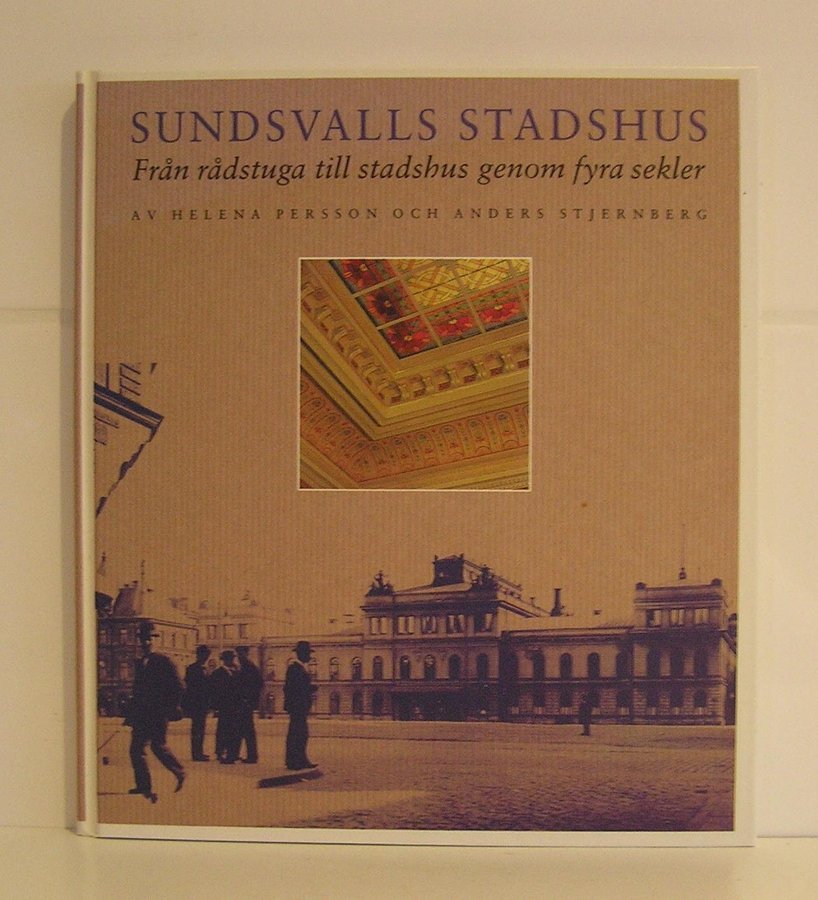 SUNDSVALLS STADSHUS
Från rådstuga till stadshus genom fyra sekler
AV HELENA PERSSON OCH ANDERS STJERNBERG